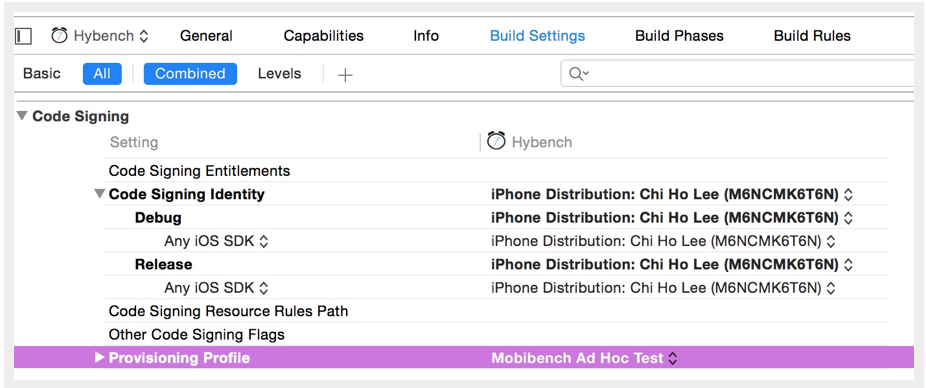 Hybench General Capabilities Info Build Settings Build Phases Build Rules
Basic All Combined Levels +
Code Signing
Setting Hybench
Code Signing Entitlements
Code Signing Identity iPhone Distribution: Chi Ho Lee (M6NCMK6T6N)
Debug iPhone Distribution: Chi Ho Lee (M6NCMK6T6N)
Any iOS SDK iPhone Distribution: Chi Ho Lee (M6NCMK6T6N)
Release iPhone Distribution: Chi Ho Lee (M6NCMK6T6N)
Any iOS SDK iPhone Distribution: Chi Ho Lee (M6NCMK6T6N)
Code Signing Resource Rules Path
Other Code Signing Flags
Provisioning Profile Mobibench Ad Hoc Test